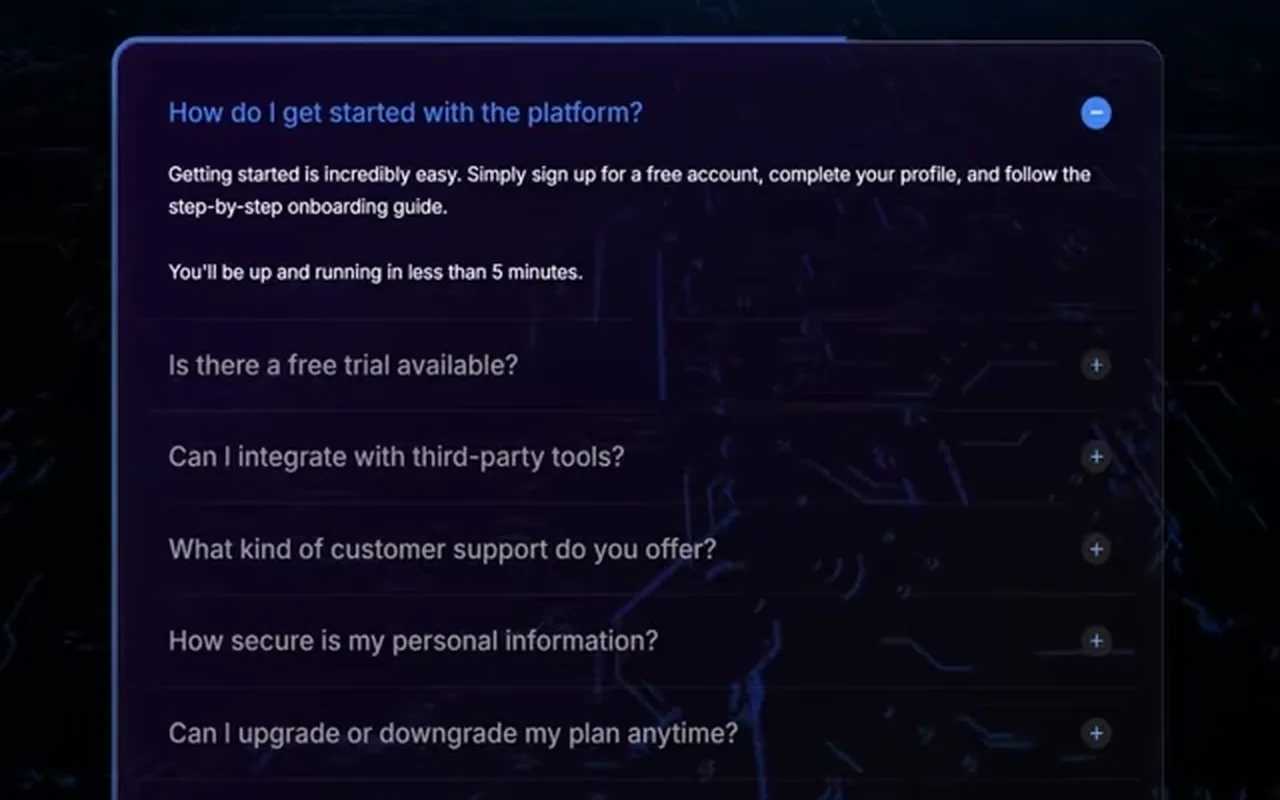 How do I get started with the platform?
Getting started is incredibly easy. Simply sign up for a free account, complete your profile, and follow the
step-by-step onboarding guide.
You'll be up and running in less than 5 minutes.
Is there a free trial available?
Can I integrate with third-party tools?
What kind of customer support do you offer?
How secure is my personal information?
Can I upgrade or downgrade my plan anytime?